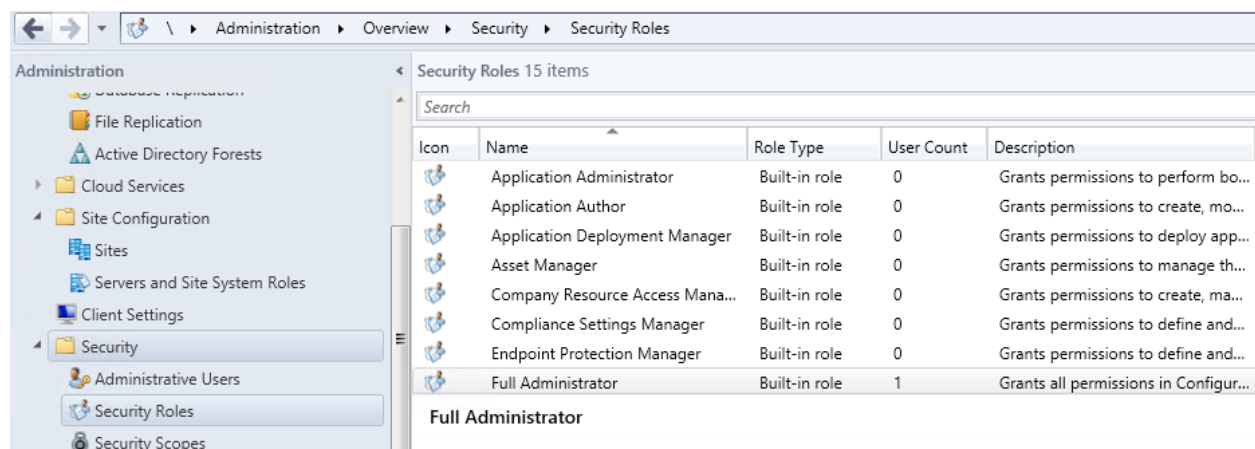 \ Administration Overview Security Security Roles
Administration
Database Replication
File Replication
Active Directory Forests
Cloud Services
Site Configuration
Sites
Servers and Site System Roles
Client Settings
Security
Administrative Users
Security Roles
Security Scopes
Security Roles 15 items
Search
Icon Name Role Type User Count Description
Application Administrator Built-in role 0 Grants permissions to perform bo...
Application Author Built-in role 0 Grants permissions to create, mo...
Application Deployment Manager Built-in role 0 Grants permissions to deploy app...
Asset Manager Built-in role 0 Grants permissions to manage th...
Company Resource Access Mana... Built-in role 0 Grants permissions to create, ma...
Compliance Settings Manager Built-in role 0 Grants permissions to define and...
Endpoint Protection Manager Built-in role 0 Grants permissions to define and...
Full Administrator Built-in role 1 Grants all permissions in Configur...
Full Administrator